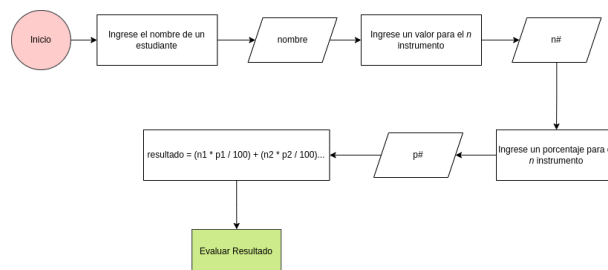 Inicio
Ingrese el nombre de un
estudiante
nombre
Ingrese un valor para el n
instrumento
n#
Ingrese un porcentaje para
n instrumento
p#
resultado = (n1 * p1 / 100) + (n2 * p2 / 100)...
Evaluar Resultado